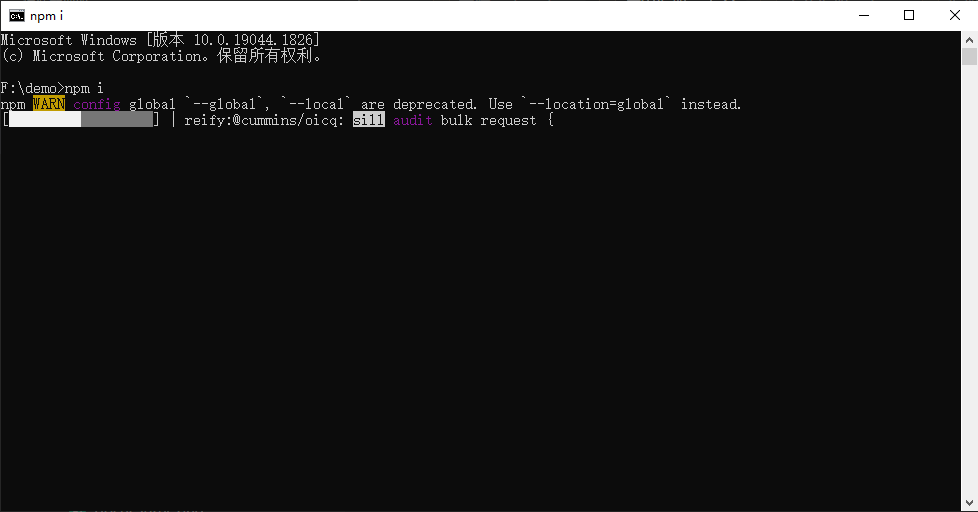 npm i
Microsoft Windows [版本 10.0.19044.1826]
(c) Microsoft Corporation。保留所有权利。
F:\demo>npm i
npm WARN config global `--global`, `--local` are deprecated. Use `--location=global` instead.
[                  ] | reify:@cummins/oicq: sill audit bulk request {